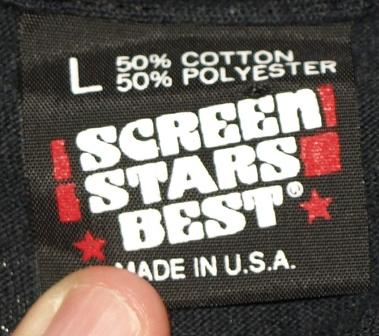 L 50% COTTON
50% POLYESTER
SCREEN
STARS
BEST®
MADE IN U.S.A.